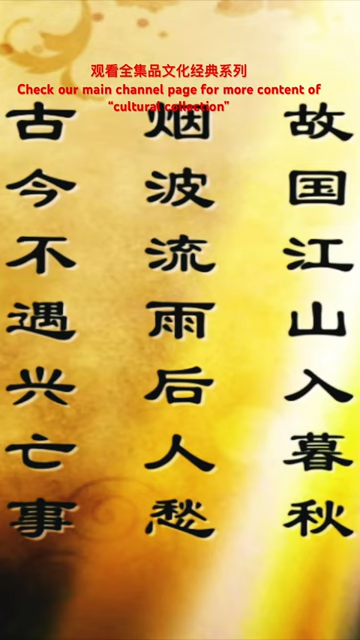 观看全集品文化经典系列
Check our main channel page for more content of
“cultural collection”
故国江山入暮秋
烟波流雨后人愁
古今不遇兴亡事